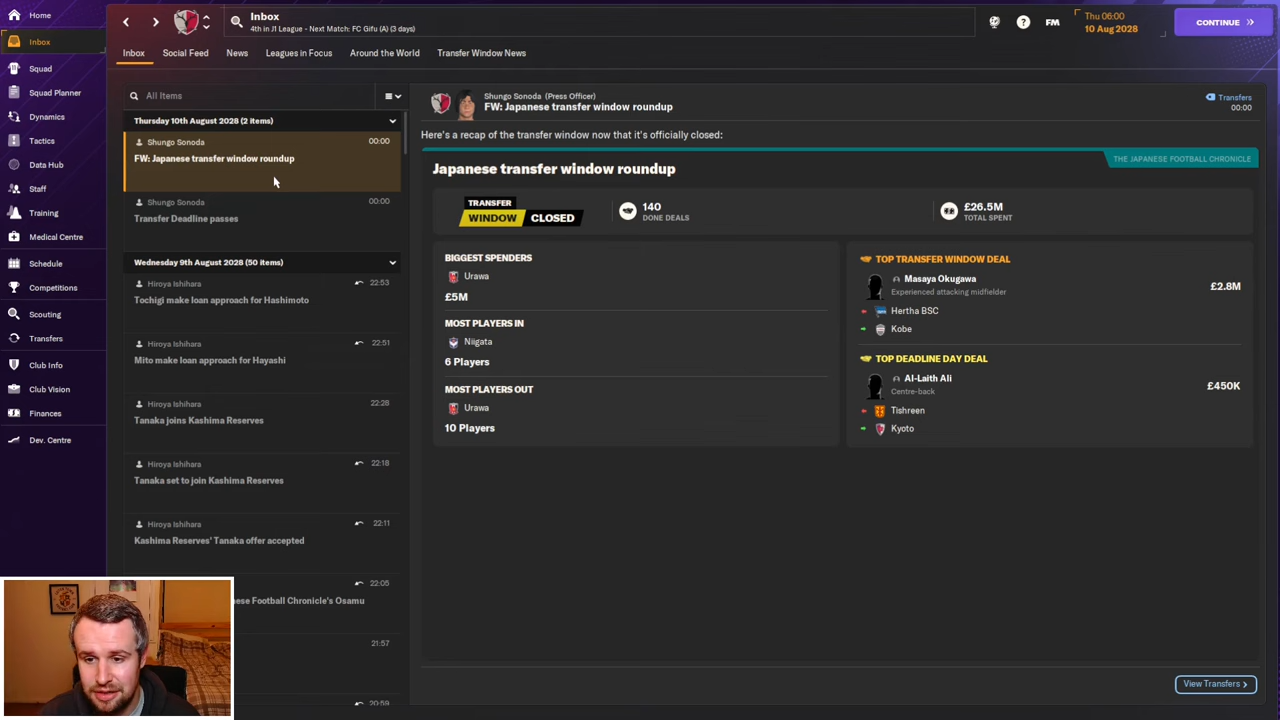 Home
Inbox
Squad
Squad Planner
Dynamics
Tactics
Data Hub
Staff
Training
Medical Centre
Schedule
Competitions
Scouting
Transfers
Club Info
Club Vision
Finances
Dev. Centre
Inbox
4th in J1 League - Next Match: FC Gifu (A) (3 days)
FM
Thu 06:00
10 Aug 2028
CONTINUE
Inbox
Social Feed
News
Leagues in Focus
Around the World
Transfer Window News
All Items
Thursday 10th August 2028 (2 items)
Shungo Sonoda
00:00
FW: Japanese transfer window roundup
Shungo Sonoda
00:00
Transfer Deadline passes
Wednesday 9th August 2028 (50 items)
Hiroya Ishihara
22:53
Tochigi make loan approach for Hashimoto
Hiroya Ishihara
22:51
Mito make loan approach for Hayashi
Hiroya Ishihara
22:28
Tanaka joins Kashima Reserves
Hiroya Ishihara
22:18
Tanaka set to join Kashima Reserves
Hiroya Ishihara
22:11
Kashima Reserves' Tanaka offer accepted
22:05
Football Chronicle's Osamu
21:57
20:59
Shungo Sonoda (Press Officer)
FW: Japanese transfer window roundup
Transfers
00:00
Here's a recap of the transfer window now that it's officially closed:
THE JAPANESE FOOTBALL CHRONICLE
Japanese transfer window roundup
TRANSFER
WINDOW CLOSED
140
DONE DEALS
£26.5M
TOTAL SPENT
BIGGEST SPENDERS
Urawa
£5M
MOST PLAYERS IN
Niigata
6 Players
MOST PLAYERS OUT
Urawa
10 Players
TOP TRANSFER WINDOW DEAL
Masaya Okugawa
Experienced attacking midfielder
£2.8M
Hertha BSC
Kobe
TOP DEADLINE DAY DEAL
Al-Laith Ali
Centre-back
£450K
Tishreen
Kyoto
View Transfers